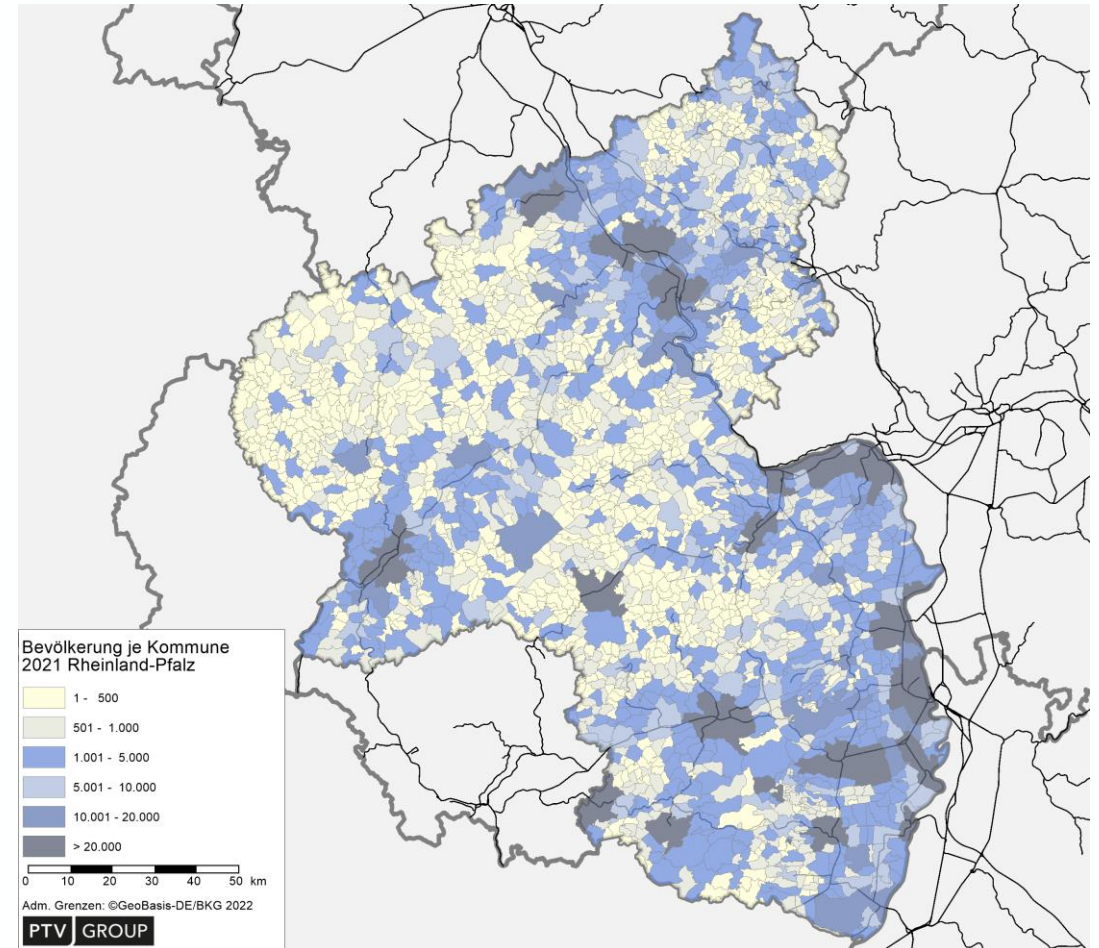 Bevölkerung je Kommune
2021 Rheinland-Pfalz
1 - 500
501 - 1.000
1.001 - 5.000
5.001 - 10.000
10.001 - 20.000
> 20.000
0 10 20 30 40 50 km
Adm. Grenzen: ©GeoBasis-DE/BKG 2022
PTV GROUP